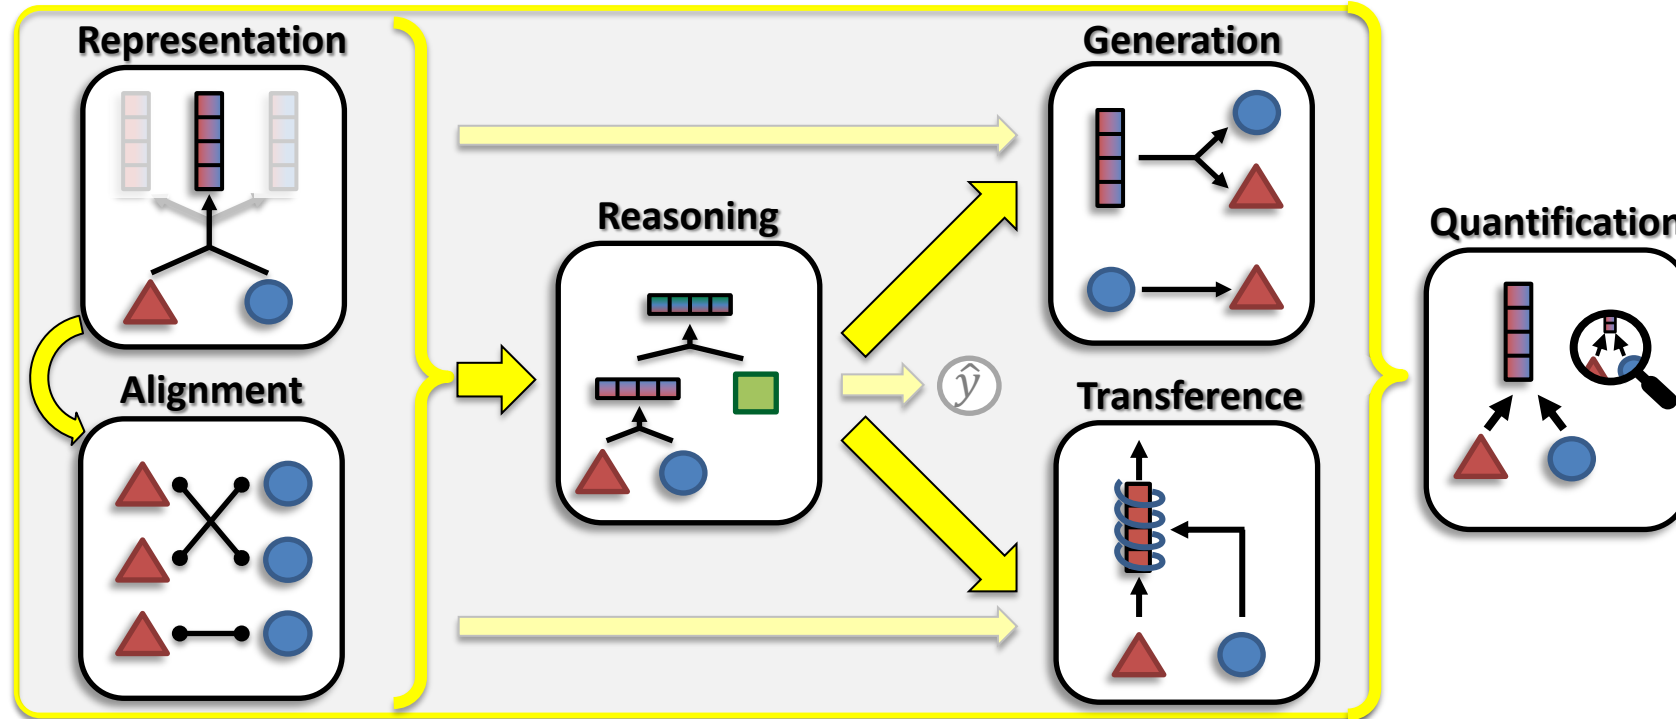 Representation
Alignment
Reasoning
ŷ
Generation
Transference
Quantification